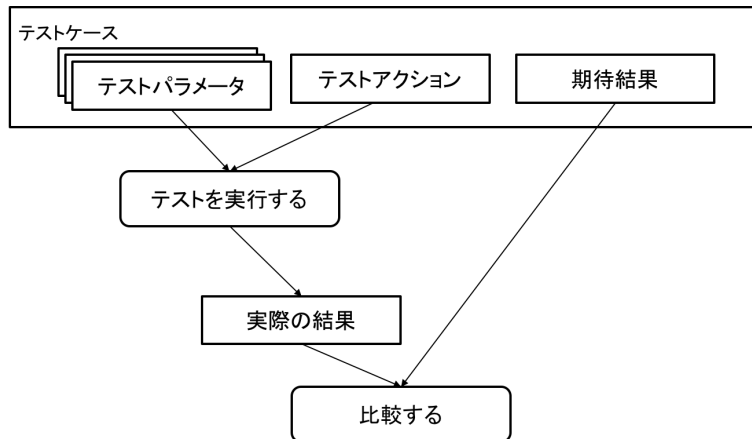 テストケース
テストパラメータ
テストアクション
期待結果
テストを実行する
実際の結果
比較する